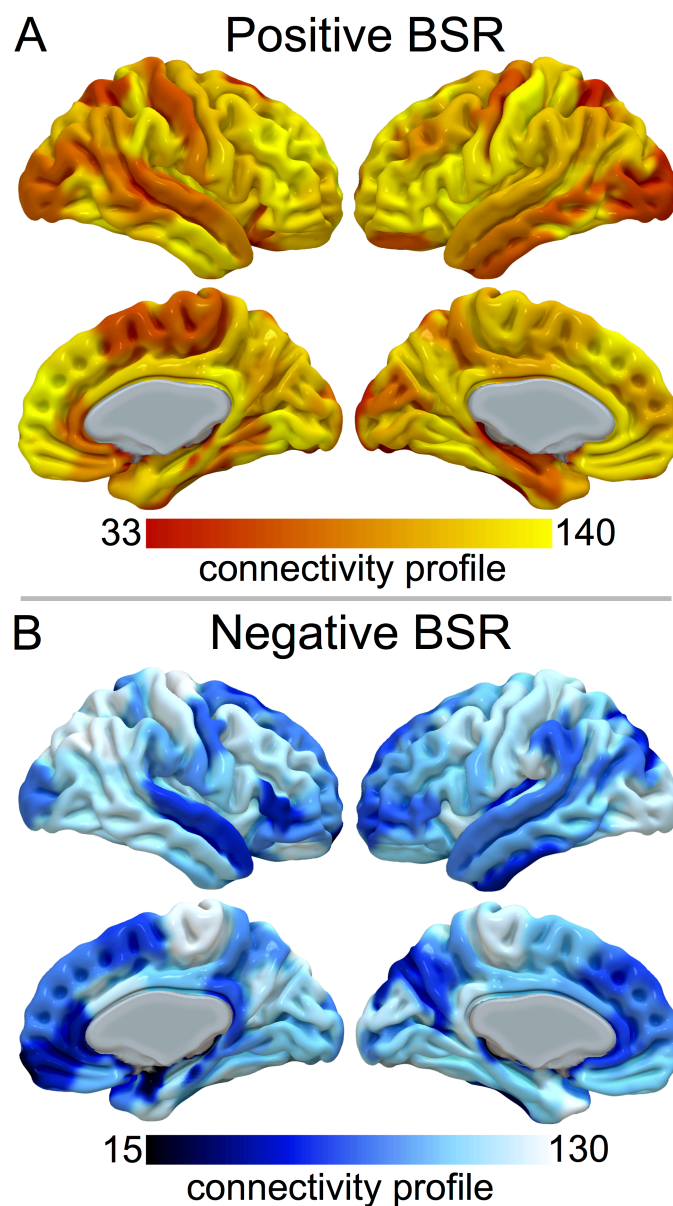 A Positive BSR
33 140
connectivity profile
B Negative BSR
15 130
connectivity profile